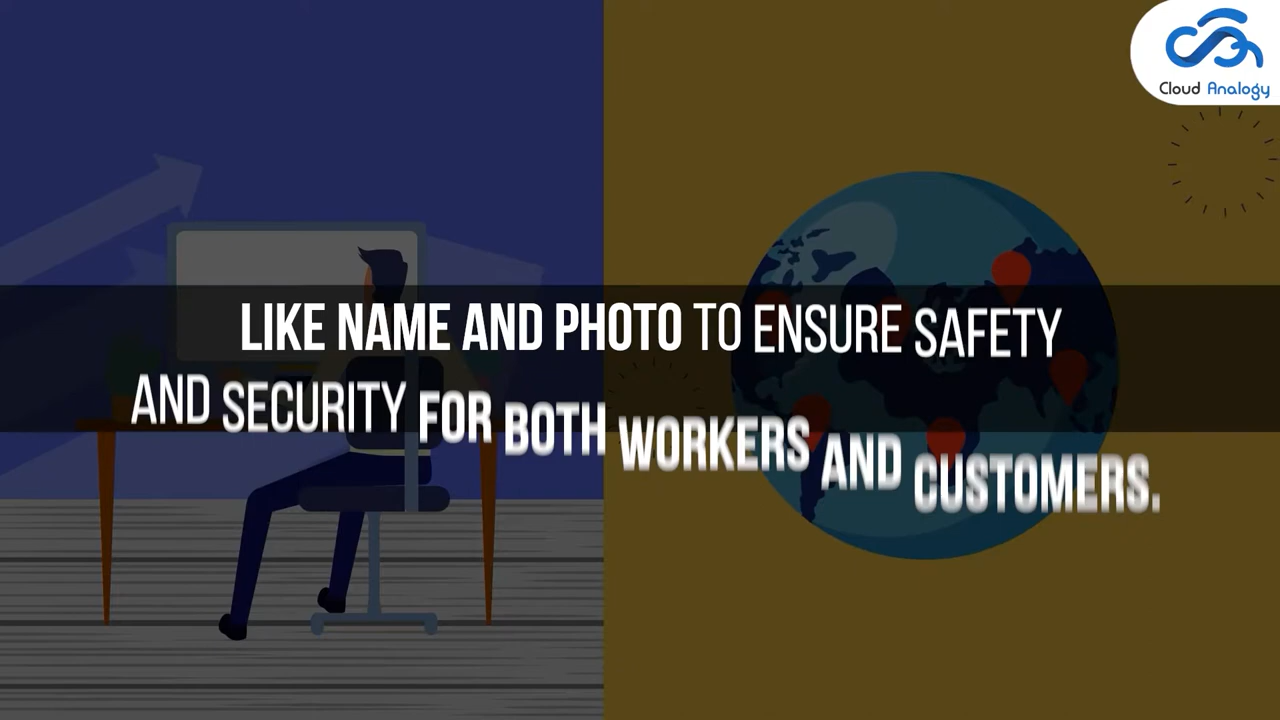 Cloud Analogy
LIKE NAME AND PHOTO TO ENSURE SAFETY
AND SECURITY FOR BOTH WORKERS AND CUSTOMERS.